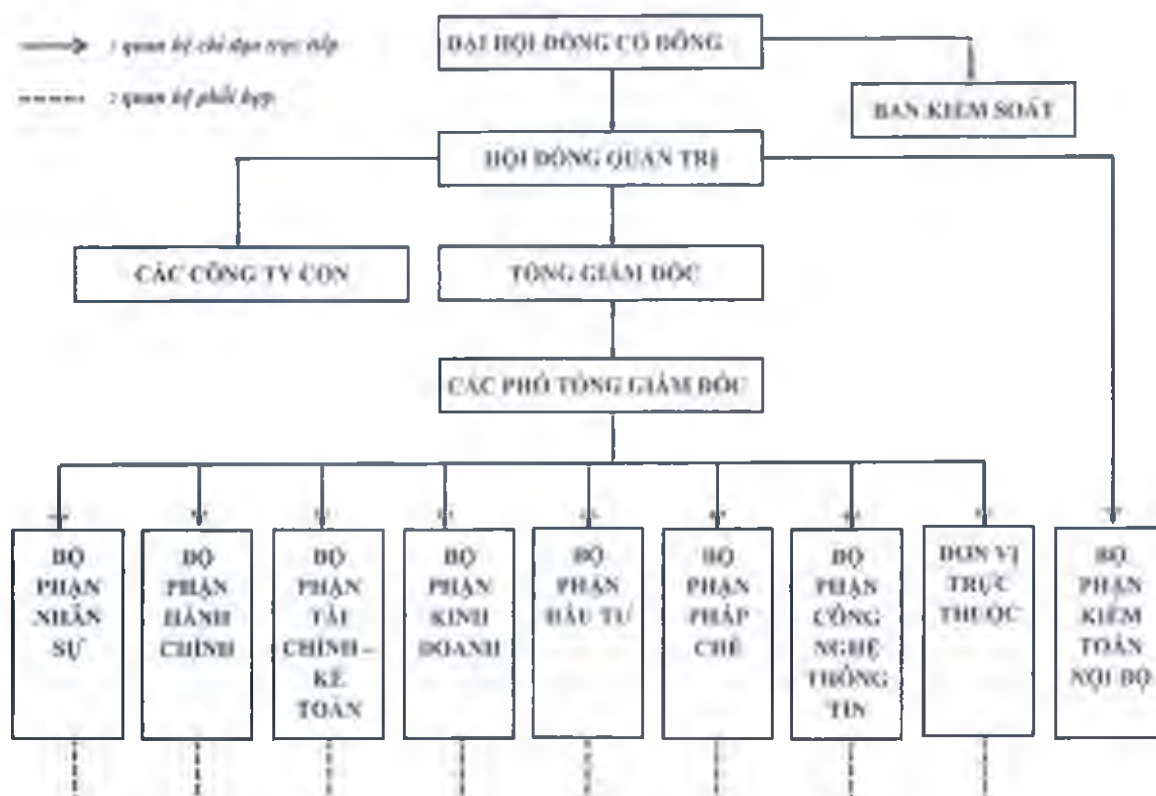 : quan hệ chỉ đạo trực tiếp
: quan hệ phối hợp
ĐẠI HỘI ĐỒNG CỔ ĐÔNG
BAN KIỂM SOÁT
HỘI ĐỒNG QUẢN TRỊ
CÁC CÔNG TY CON
TỔNG GIÁM ĐỐC
CÁC PHÓ TỔNG GIÁM ĐỐC
BỘ
PHẬN
NHÂN
SỰ
BỘ
PHẬN
HÀNH
CHÍNH
BỘ
PHẬN
TÀI
CHÍNH –
KẾ
TOÁN
BỘ
PHẬN
KINH
DOANH
BỘ
PHẬN
ĐẦU TƯ
BỘ
PHẬN
PHÁP
CHẾ
BỘ
PHẬN
CÔNG
NGHỆ
THÔNG
TIN
ĐƠN VỊ
TRỰC
THUỘC
BỘ
PHẬN
KIỂM
TOÁN
NỘI BỘ